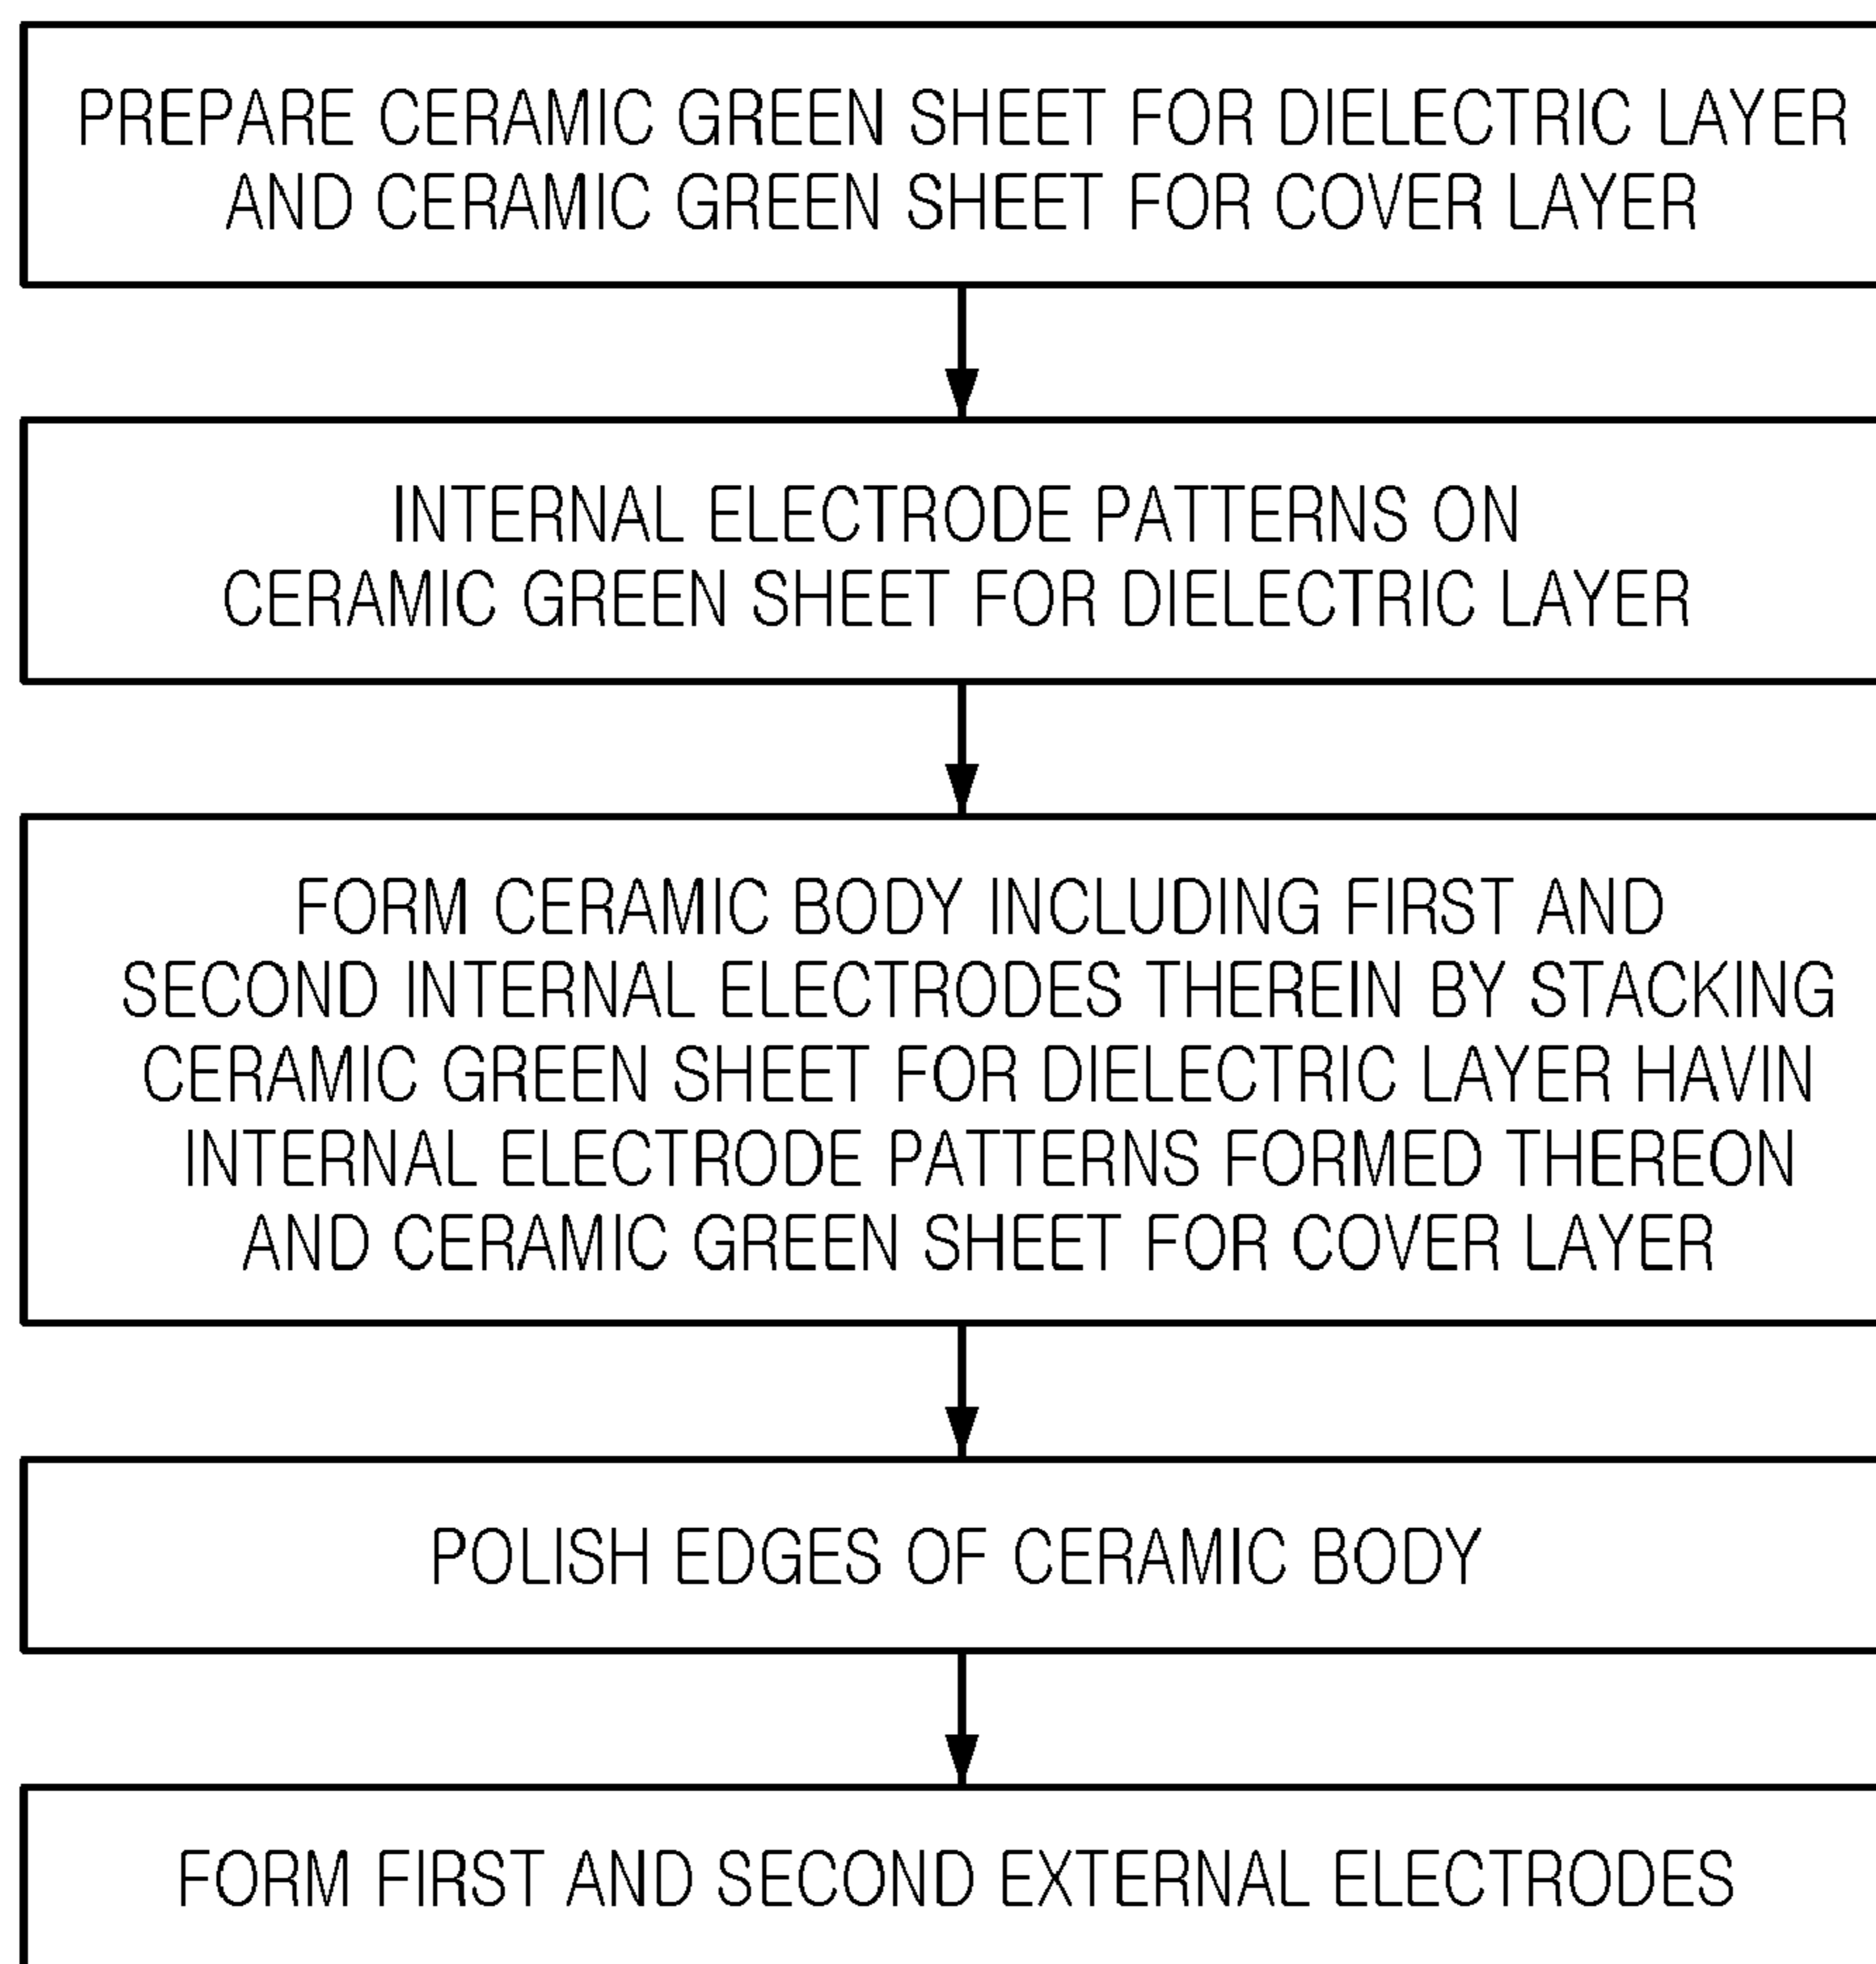 PREPARE CERAMIC GREEN SHEET FOR DIELECTRIC LAYER
AND CERAMIC GREEN SHEET FOR COVER LAYER
INTERNAL ELECTRODE PATTERNS ON
CERAMIC GREEN SHEET FOR DIELECTRIC LAYER
FORM CERAMIC BODY INCLUDING FIRST AND
SECOND INTERNAL ELECTRODES THEREIN BY STACKING
CERAMIC GREEN SHEET FOR DIELECTRIC LAYER HAVIN
INTERNAL ELECTRODE PATTERNS FORMED THEREON
AND CERAMIC GREEN SHEET FOR COVER LAYER
POLISH EDGES OF CERAMIC BODY
FORM FIRST AND SECOND EXTERNAL ELECTRODES